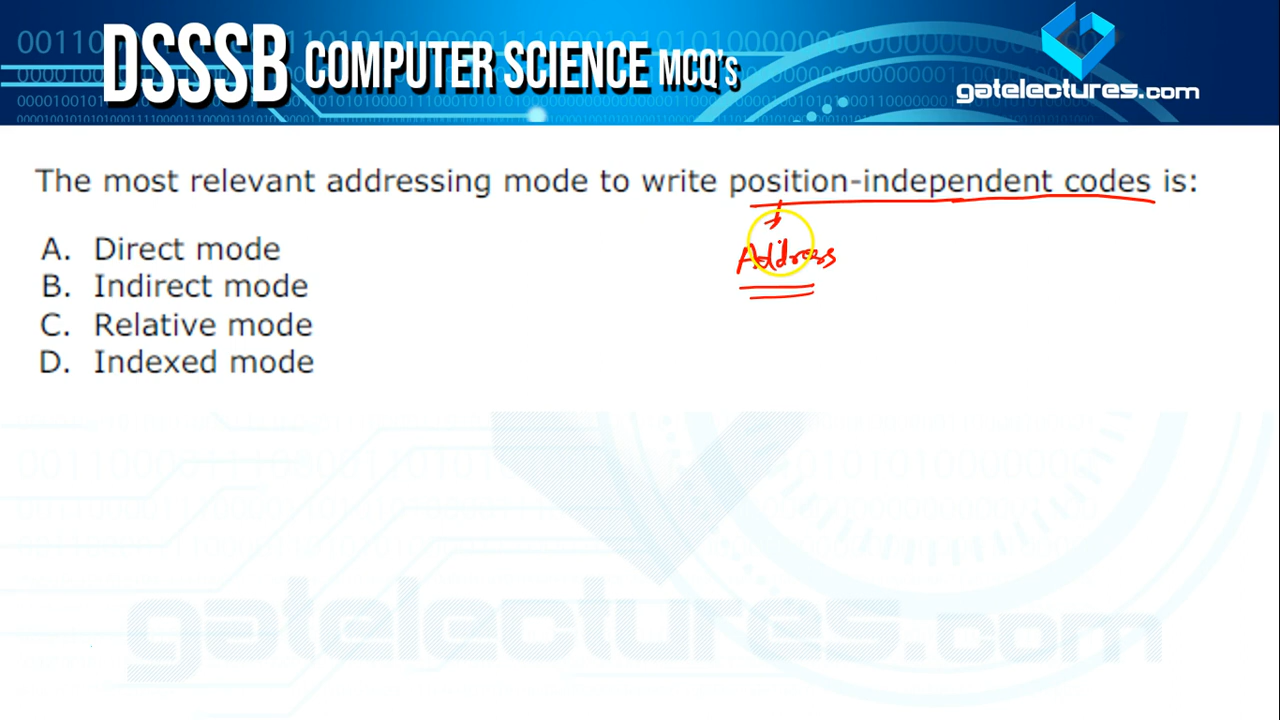 DSSSB COMPUTER SCIENCE MCQ's
gatelectures.com
The most relevant addressing mode to write position-independent codes is:
Address
A. Direct mode
B. Indirect mode
C. Relative mode
D. Indexed mode
gatelectures.com